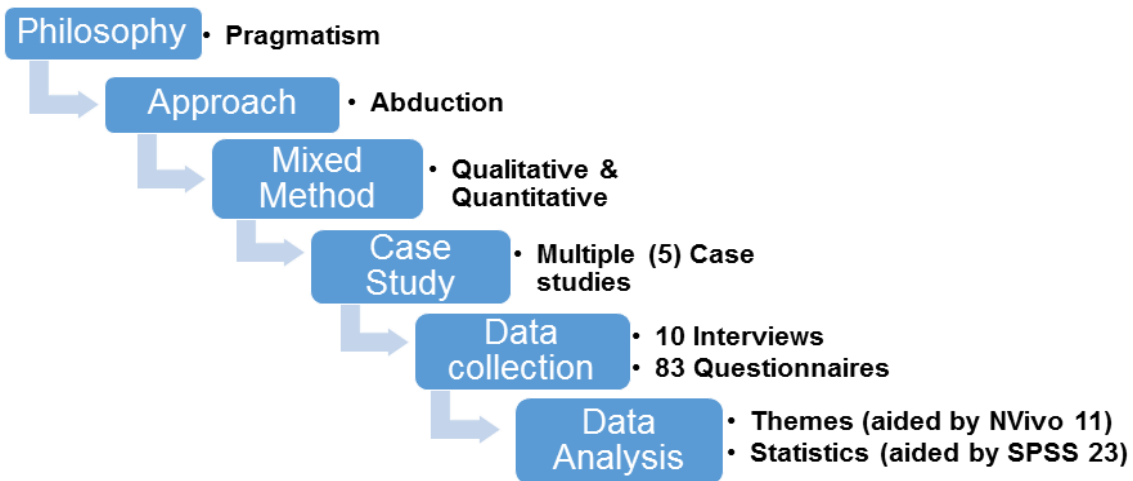 Philosophy
• Pragmatism
Approach
• Abduction
Mixed
Method
• Qualitative &
Quantitative
Case
Study
• Multiple (5) Case
studies
Data
collection
• 10 Interviews
• 83 Questionnaires
Data
Analysis
• Themes (aided by NVivo 11)
• Statistics (aided by SPSS 23)